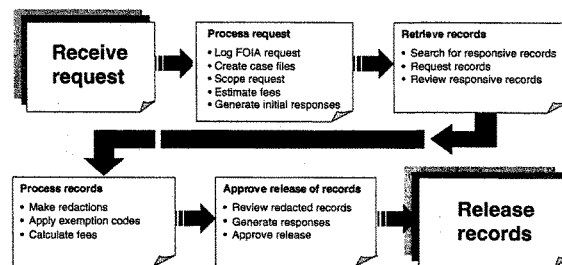 Receive
request
Process request
• Log FOIA request
• Create case files
• Scope request
• Estimate fees
• Generate initial responses
Retrieve records
• Search for responsive records
• Request records
• Review responsive records
Process records
• Make redactions
• Apply exemption codes
• Calculate fees
Approve release of records
• Review redacted records
• Generate responses
• Approve release
Release
records